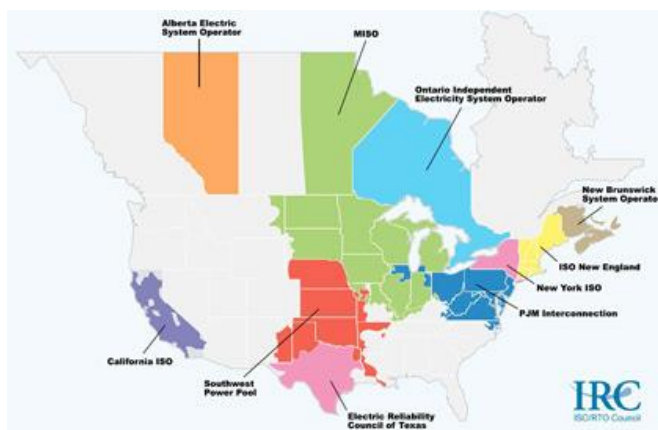 Alberta Electric
System Operator
MISO
Ontario Independent
Electricity System Operator
New Brunswick
System Operato
ISO New England
New York ISO
PJM Interconnection
California ISO
Southwest
Power Pool
Electric Reliability
Council of Texas
IRC
ISO/RTO Council